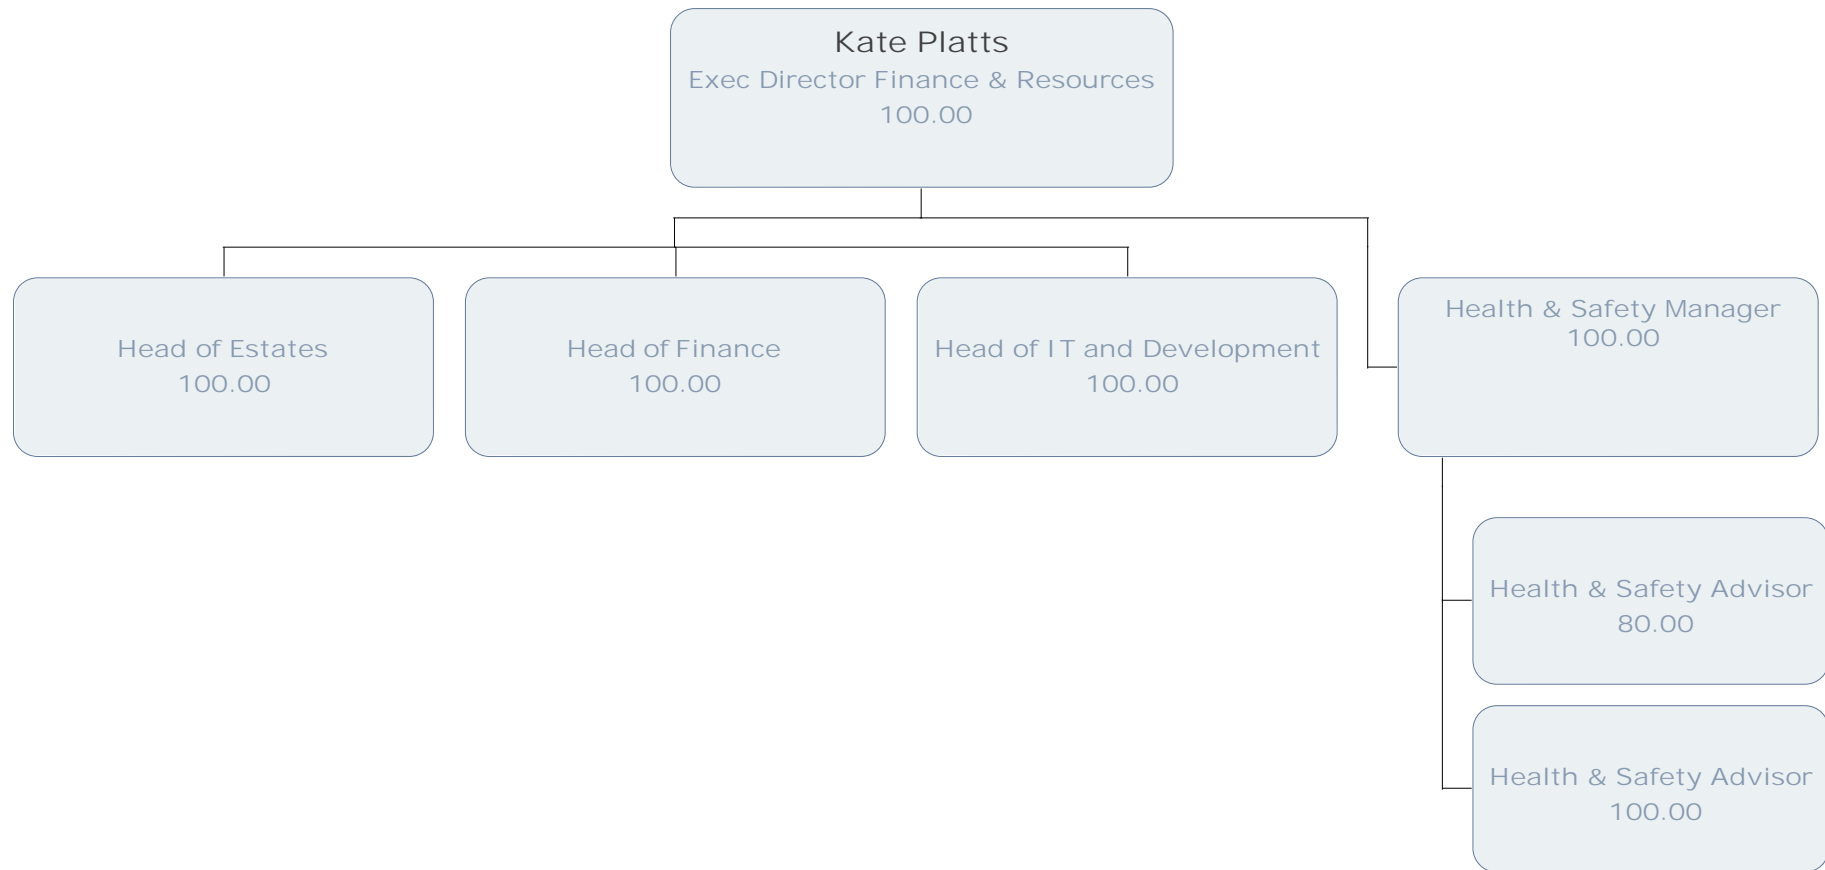 Kate Platts
Exec Director Finance & Resources
100.00
Head of Estates
100.00
Head of Finance
100.00
Head of IT and Development
100.00
Health & Safety Manager
100.00
Health & Safety Advisor
80.00
Health & Safety Advisor
100.00